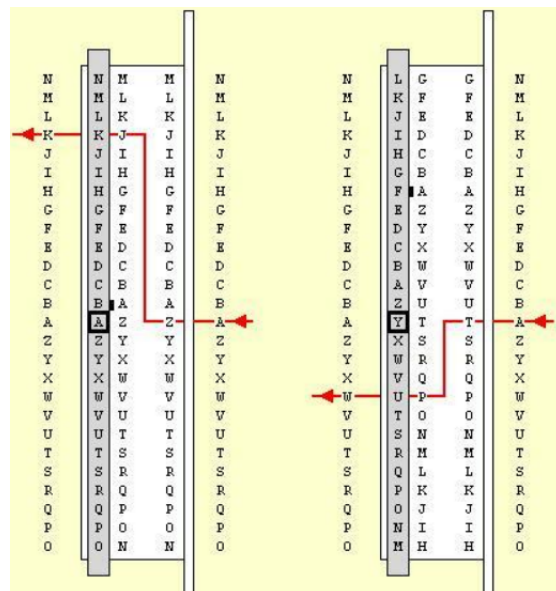 N N M M N N L G G N
M M L L M M K F F M
L L K K L L J E E L
K K J J K K I D D K
J J I I J J H C C J
I I H H I I G B B I
H H G G H H F A A H
G G F F G G E Z Z G
F F E E F F D Y Y F
E E D D E E C X X E
D D C C D D B W W D
C C B B C C A V V C
B B A A B B Z U U B
A A Z Z A A Y T T A
Z Z Y Y Z Z X S S Z
Y Y X X Y Y W R R Y
X X W W X X V Q Q X
W W V V W W U P P W
V V U U V V T O O V
U U T T U U S N N U
T T S S T T R M M T
S S R R S S Q L L S
R R Q Q R R P K K R
Q Q P P Q Q O J J Q
P P O O P P N I I P
O O N N O O M H H O